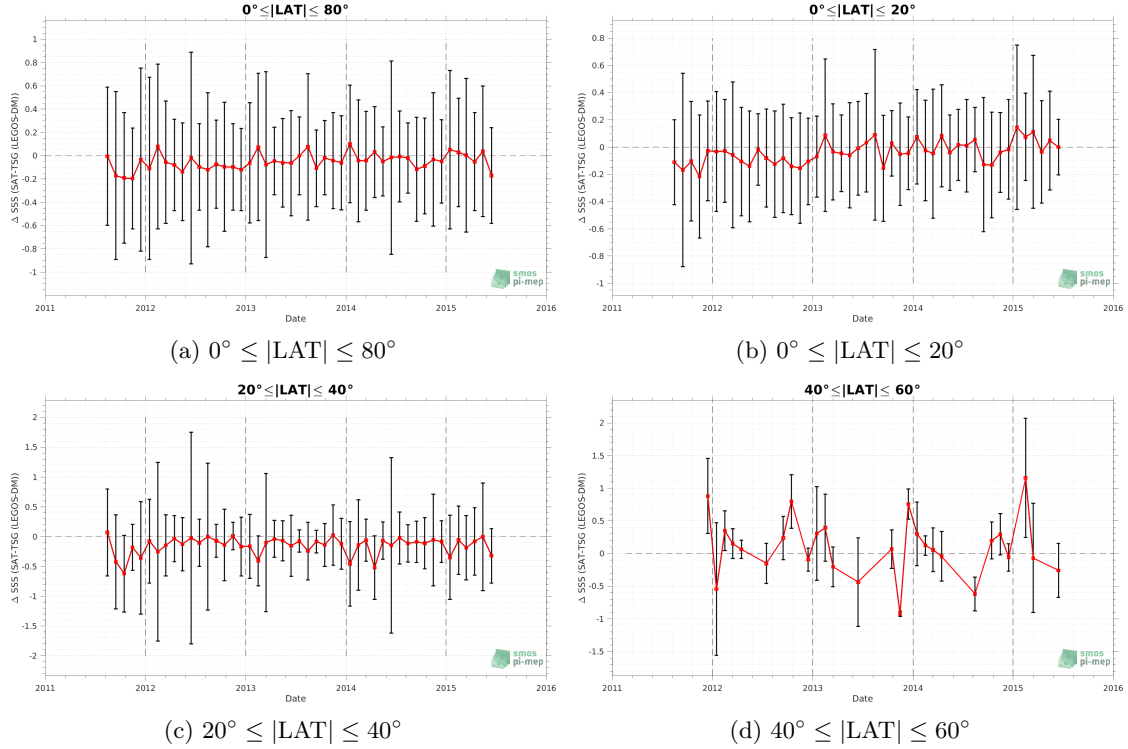 0°≤|LAT|≤ 80°
1
0.8
0.6
0.4
0.2
0
-0.2
-0.4
-0.6
-0.8
-1
Δ SSS (SAT-TSG (LEGOS-DM))
2011 2012 2013 2014 2015 2016
Date
smos
pi-mep
(a) 0° ≤ |LAT| ≤ 80°
0°≤|LAT|≤ 20°
0.8
0.6
0.4
0.2
0
-0.2
-0.4
-0.6
-0.8
-1
Δ SSS (SAT-TSG (LEGOS-DM))
2011 2012 2013 2014 2015 2016
Date
smos
pi-mep
(b) 0° ≤ |LAT| ≤ 20°
20°≤|LAT|≤ 40°
2
1.5
1
0.5
0
-0.5
-1
-1.5
-2
Δ SSS (SAT-TSG (LEGOS-DM))
2011 2012 2013 2014 2015 2016
Date
smos
pi-mep
(c) 20° ≤ |LAT| ≤ 40°
40°≤|LAT|≤ 60°
2
1.5
1
0.5
0
-0.5
-1
-1.5
Δ SSS (SAT-TSG (LEGOS-DM))
2011 2012 2013 2014 2015 2016
Date
smos
pi-mep
(d) 40° ≤ |LAT| ≤ 60°